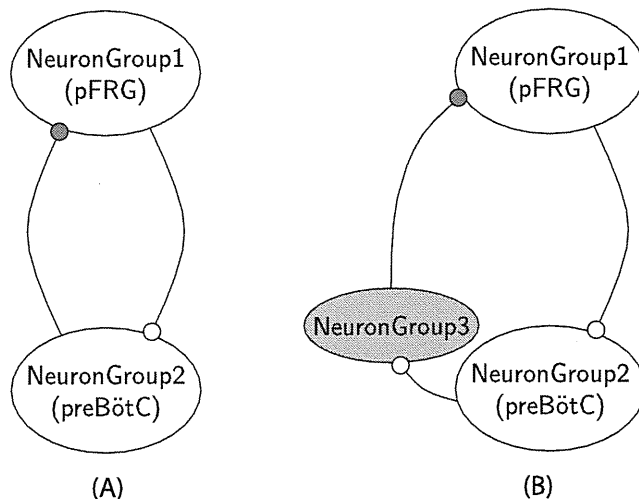 NeuronGroup1
(pFRG)
NeuronGroup2
(preBötC)
(A)
NeuronGroup1
(pFRG)
NeuronGroup3
NeuronGroup2
(preBötC)
(B)